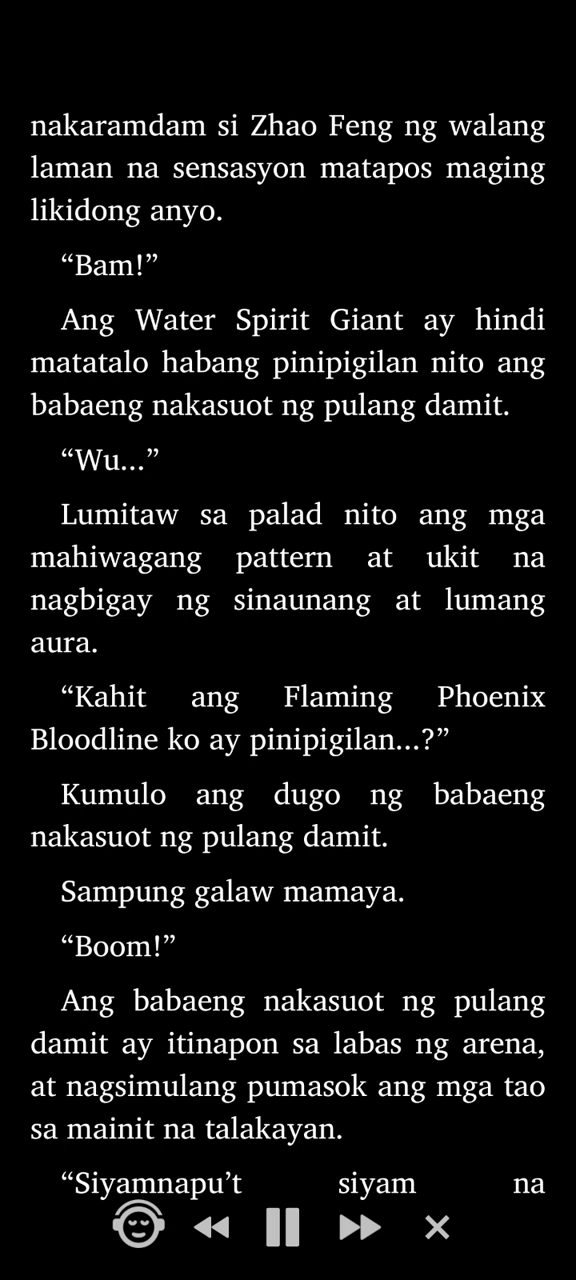 nakaramdam si Zhao Feng ng walang
laman na sensasyon matapos maging
likidong anyo.
“Bam!”
Ang Water Spirit Giant ay hindi
matatalo habang pinipigilan nito ang
babaeng nakasuot ng pulang damit.
“Wu...”
Lumitaw sa palad nito ang mga
mahiwagang pattern at ukit na
nagbigay ng sinaunang at lumang
aura.
“Kahit ang Flaming Phoenix
Bloodline ko ay pinipigilan...?”
Kumulo ang dugo ng babaeng
nakasuot ng pulang damit.
Sampung galaw mamaya.
“Boom!”
Ang babaeng nakasuot ng pulang
damit ay itinapon sa labas ng arena,
at nagsimulang pumasok ang mga tao
sa mainit na talakayan.
“Siyamnapu’t siyam na